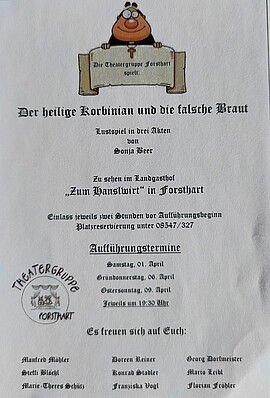 Die Theatergruppe Forsthart
spielt:
Der heilige Korbinian und die falsche Braut
Lustspiel in drei Akten
von
Sonja Beer
Zu sehen im Landgasthof
„Zum Hanslwirt" in Forsthart
Einlass jeweils zwei Stunden vor Aufführungsbeginn
Platzreservierung unter 08547/327
Aufführungstermine
Samstag, 01. April
Gründonnerstag, 06. April
Ostersonntag, 09. April
Jeweils um 19:30 Uhr
THEATERGRUPPE
FORSTHART
Es freuen sich auf Euch:
Manfred Mühler Doreen Reiner Georg Dortmeister
Steffi Blöchl Konrad Stadler Mario Leibl
Marie-Theres Schütz Franziska Vogl Florian Fröhler